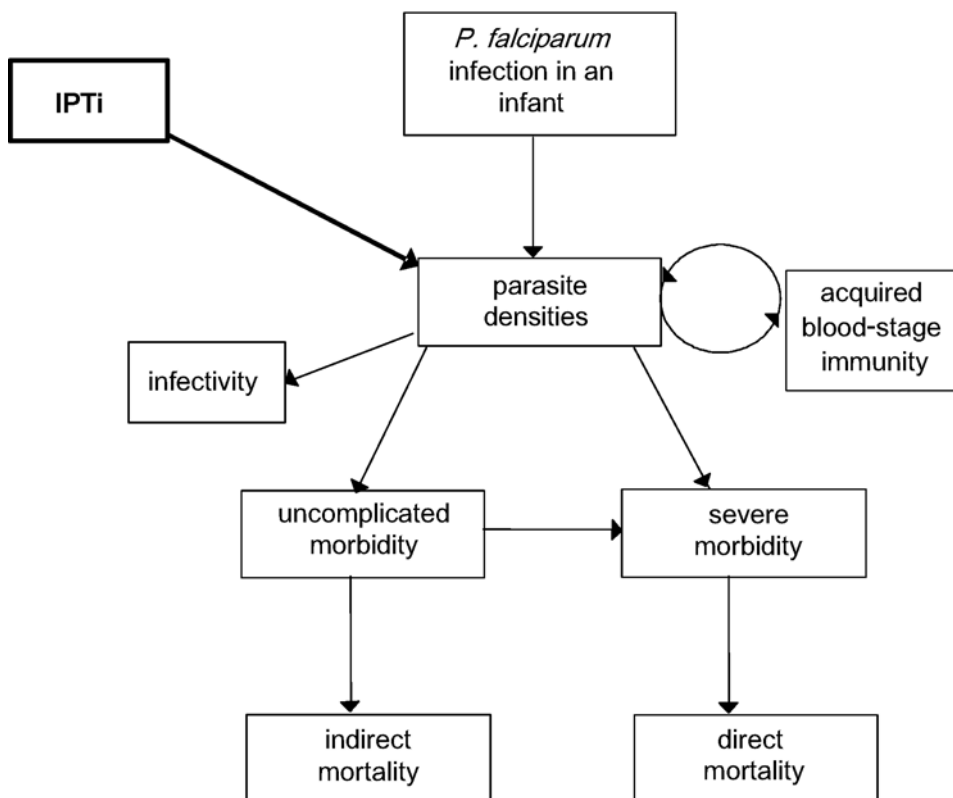 P. falciparum
infection in an
infant
IPTi
parasite
densities
acquired
blood-stage
immunity
infectivity
uncomplicated
morbidity
severe
morbidity
indirect
mortality
direct
mortality